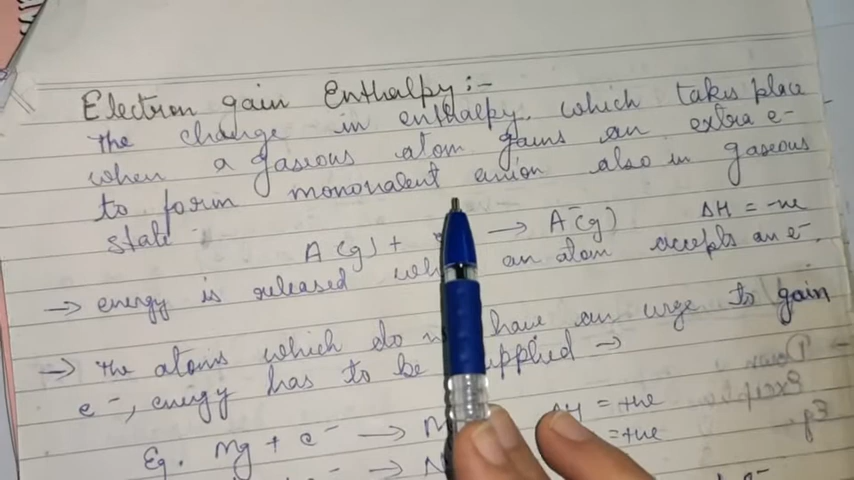 Electron gain Enthalpy :-
The change in enthalpy which takes place
when a gaseous atom gains an extra e-
to form monovalent anion also in gaseous
state
A(g) + → A-(g) ΔH = -ve
→ energy is released an atom accepts an e-.
→ The atoms which do have an urge to gain
e-, energy has to be supplied →
Eg. Mg + e- → ΔH = +ve
= +ve